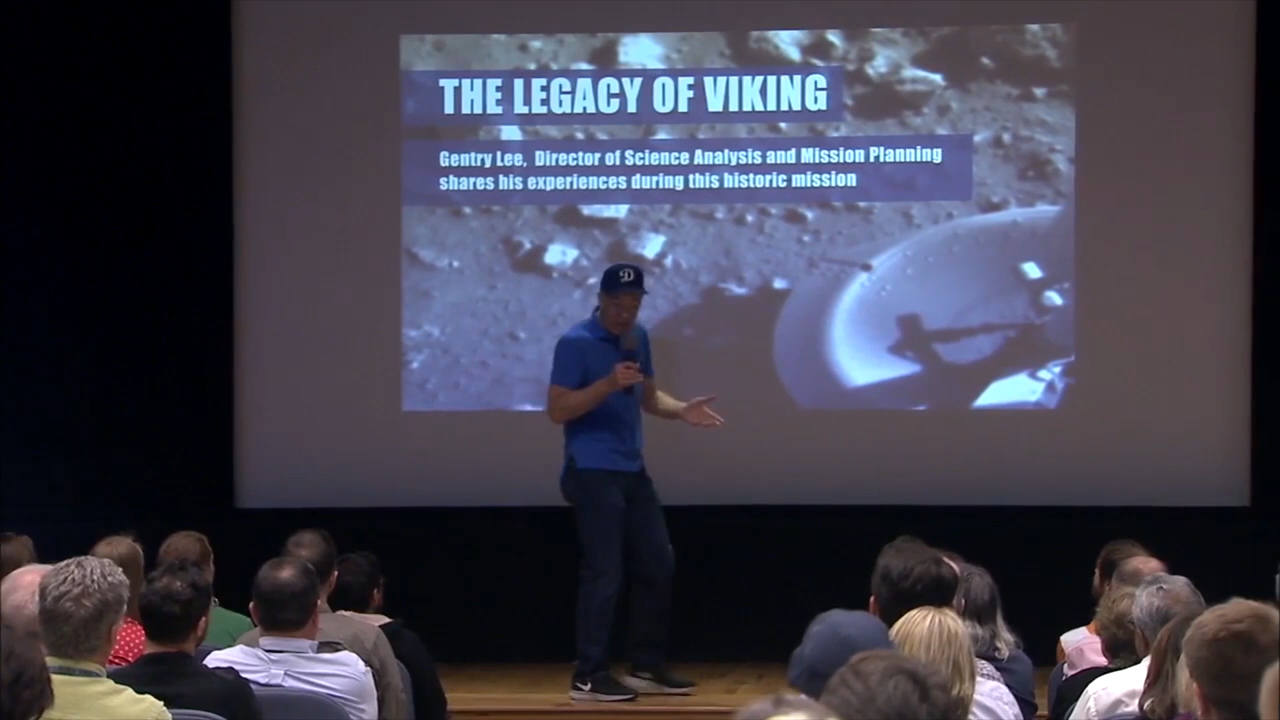 THE LEGACY OF VIKING
Gentry Lee, Director of Science Analysis and Mission Planning
shares his experiences during this historic mission
D